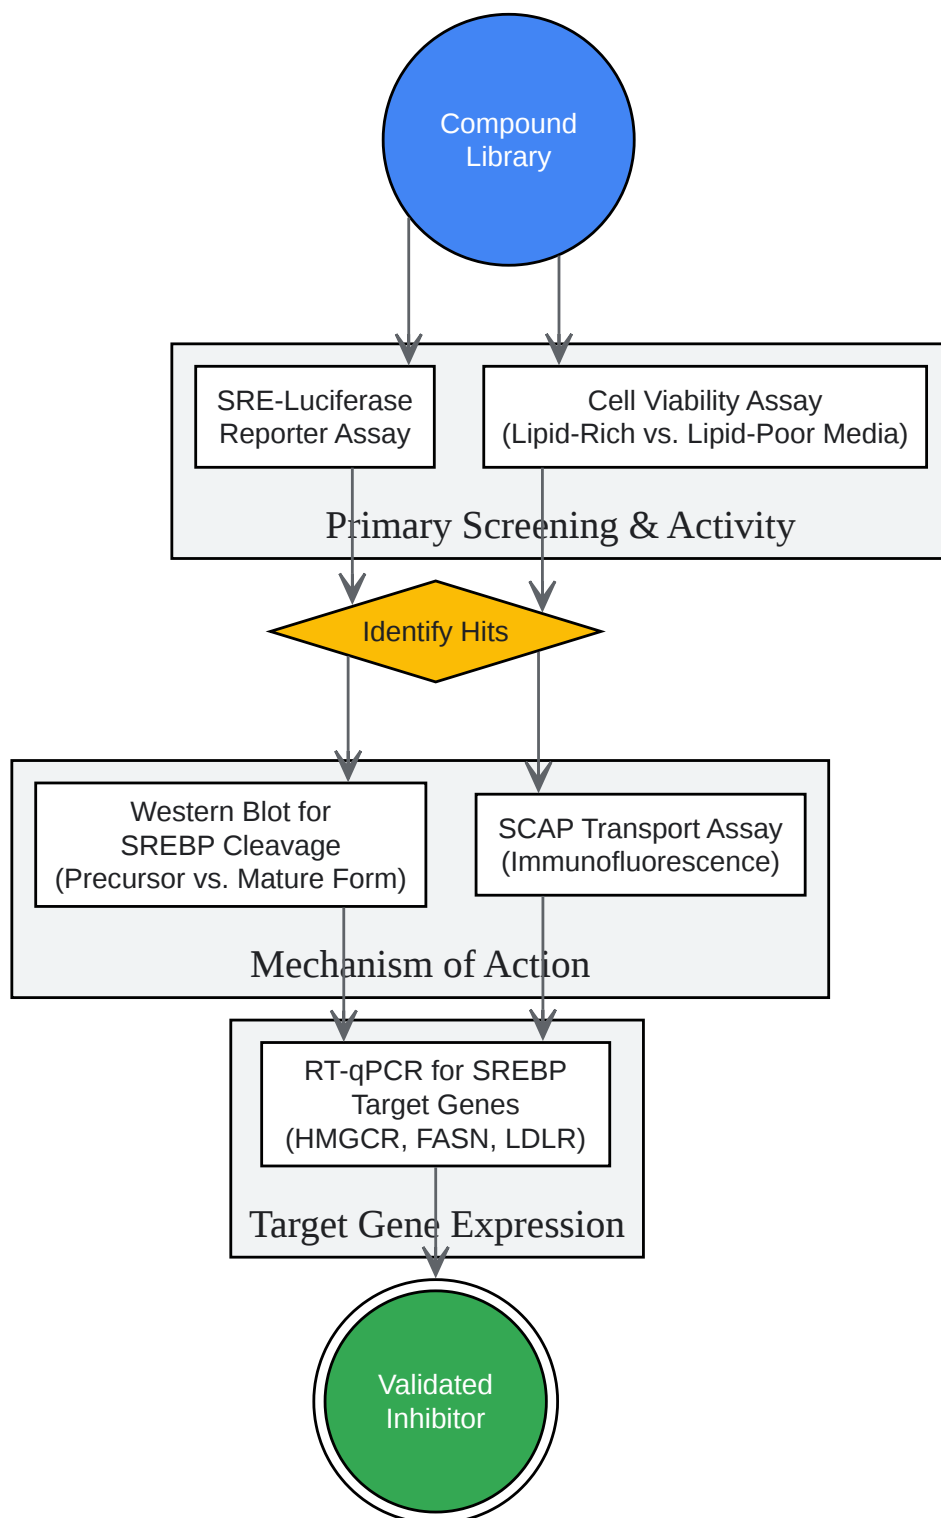 Compound
Library
SRE-Luciferase
Reporter Assay
Cell Viability Assay
(Lipid-Rich vs. Lipid-Poor Media)
Primary Screening & Activity
Identify Hits
Western Blot for
SREBP Cleavage
(Precursor vs. Mature Form)
SCAP Transport Assay
(Immunofluorescence)
Mechanism of Action
RT-qPCR for SREBP
Target Genes
(HMGCR, FASN, LDLR)
Target Gene Expression
Validated
Inhibitor